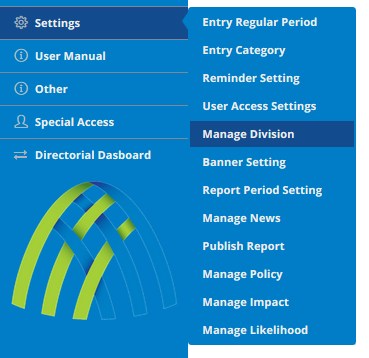 Settings
User Manual
Other
Special Access
Directorial Dasboard
Entry Regular Period
Entry Category
Reminder Setting
User Access Settings
Manage Division
Banner Setting
Report Period Setting
Manage News
Publish Report
Manage Policy
Manage Impact
Manage Likelihood